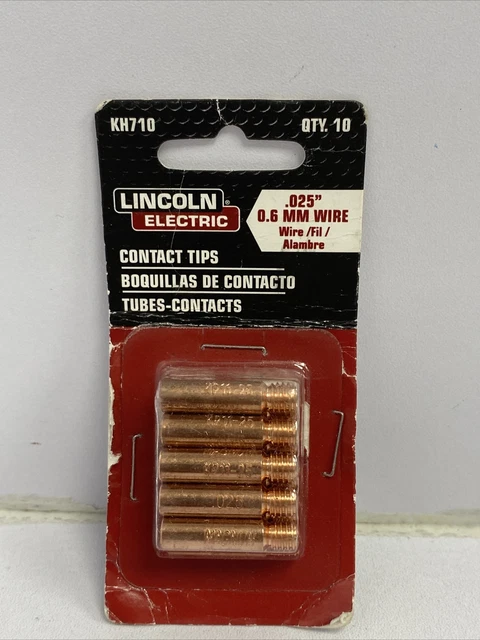 KH710
QTY. 10
LINCOLN®
ELECTRIC
.025"
0.6 MM WIRE
Wire /Fil /
Alambre
CONTACT TIPS
BOQUILLAS DE CONTACTO
TUBES-CONTACTS